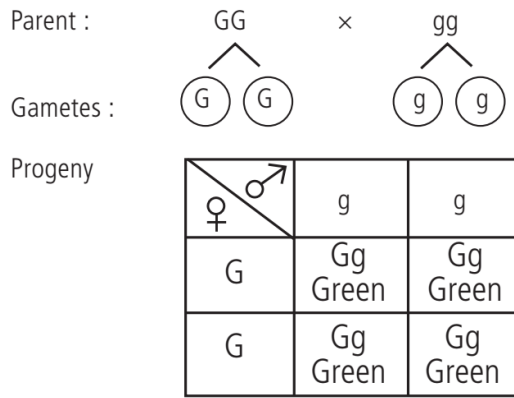 Parent : GG × gg
Gametes : G G g g
Progeny
♀ ♂ g g
G Gg Green Gg Green
G Gg Green Gg Green